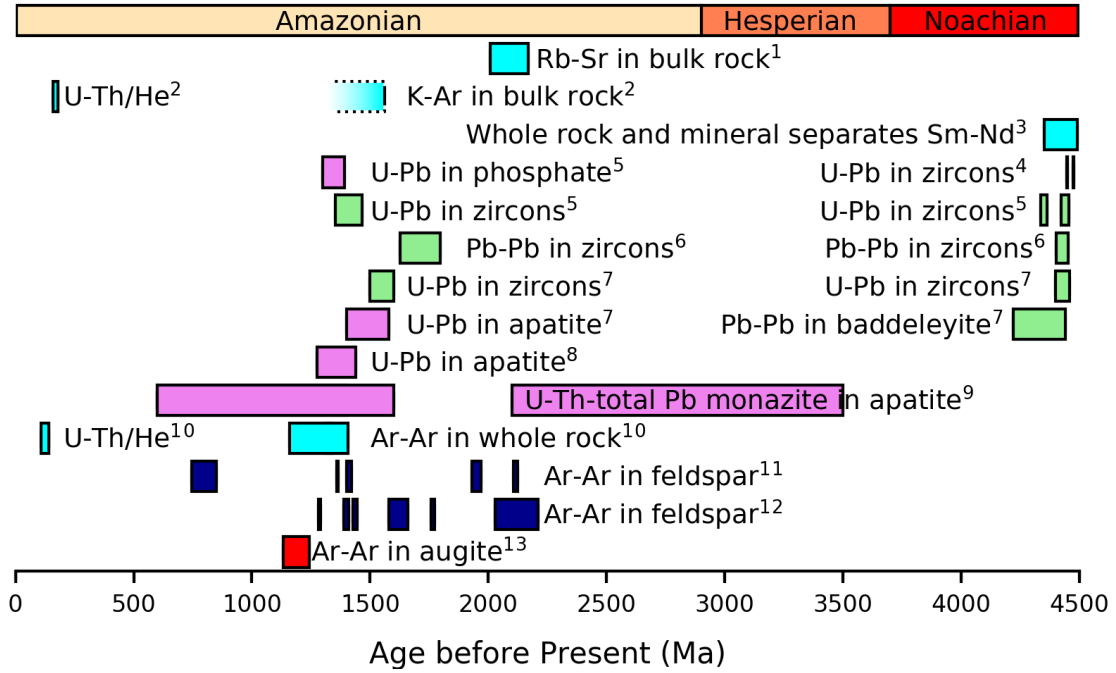 Amazonian Hesperian Noachian
Rb-Sr in bulk rock¹
U-Th/He² K-Ar in bulk rock²
Whole rock and mineral separates Sm-Nd³
U-Pb in phosphate⁵ U-Pb in zircons⁴
U-Pb in zircons⁵ U-Pb in zircons⁵
Pb-Pb in zircons⁶ Pb-Pb in zircons⁶
U-Pb in zircons⁷ U-Pb in zircons⁷
U-Pb in apatite⁷ Pb-Pb in baddeleyite⁷
U-Pb in apatite⁸
U-Th-total Pb monazite in apatite⁹
U-Th/He¹⁰ Ar-Ar in whole rock¹⁰
Ar-Ar in feldspar¹¹
Ar-Ar in feldspar¹²
Ar-Ar in augite¹³
0 500 1000 1500 2000 2500 3000 3500 4000 4500
Age before Present (Ma)